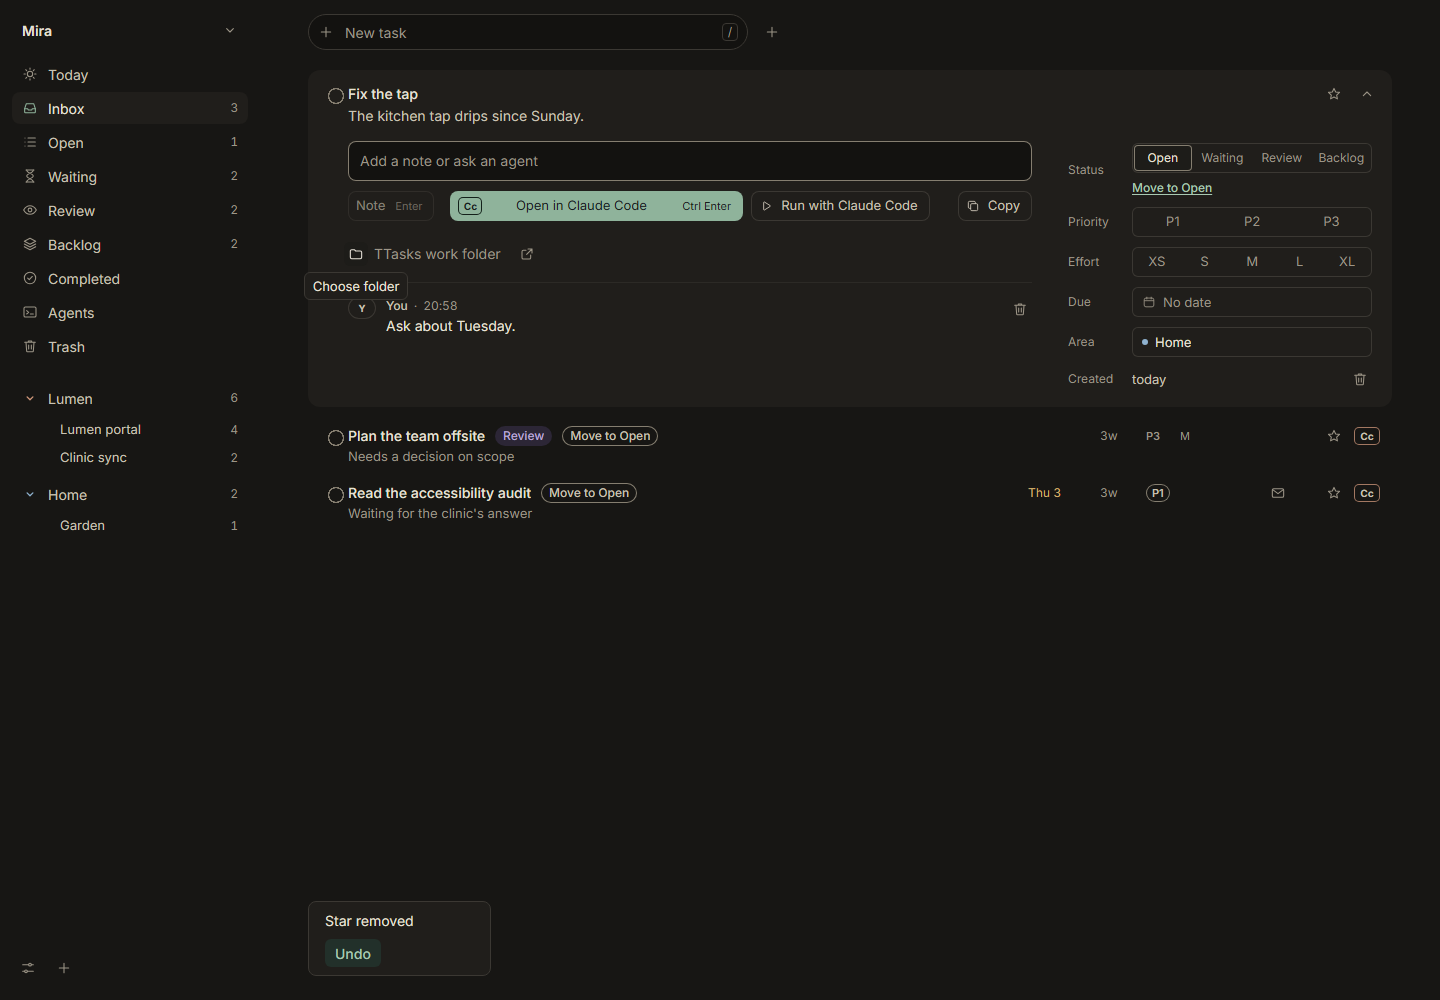 Mira
Today
Inbox 3
Open 1
Waiting 2
Review 2
Backlog 2
Completed
Agents
Trash
Lumen 6
Lumen portal 4
Clinic sync 2
Home 2
Garden 1
New task /
Fix the tap
The kitchen tap drips since Sunday.
Add a note or ask an agent
Note Enter
Cc Open in Claude Code Ctrl Enter
Run with Claude Code
Copy
TTasks work folder
Choose folder
Y You · 20:58
Ask about Tuesday.
Status Open Waiting Review Backlog
Move to Open
Priority P1 P2 P3
Effort XS S M L XL
Due No date
Area Home
Created today
Plan the team offsite Review Move to Open 3w P3 M Cc
Needs a decision on scope
Read the accessibility audit Move to Open Thu 3 3w P1 Cc
Waiting for the clinic's answer
Star removed
Undo